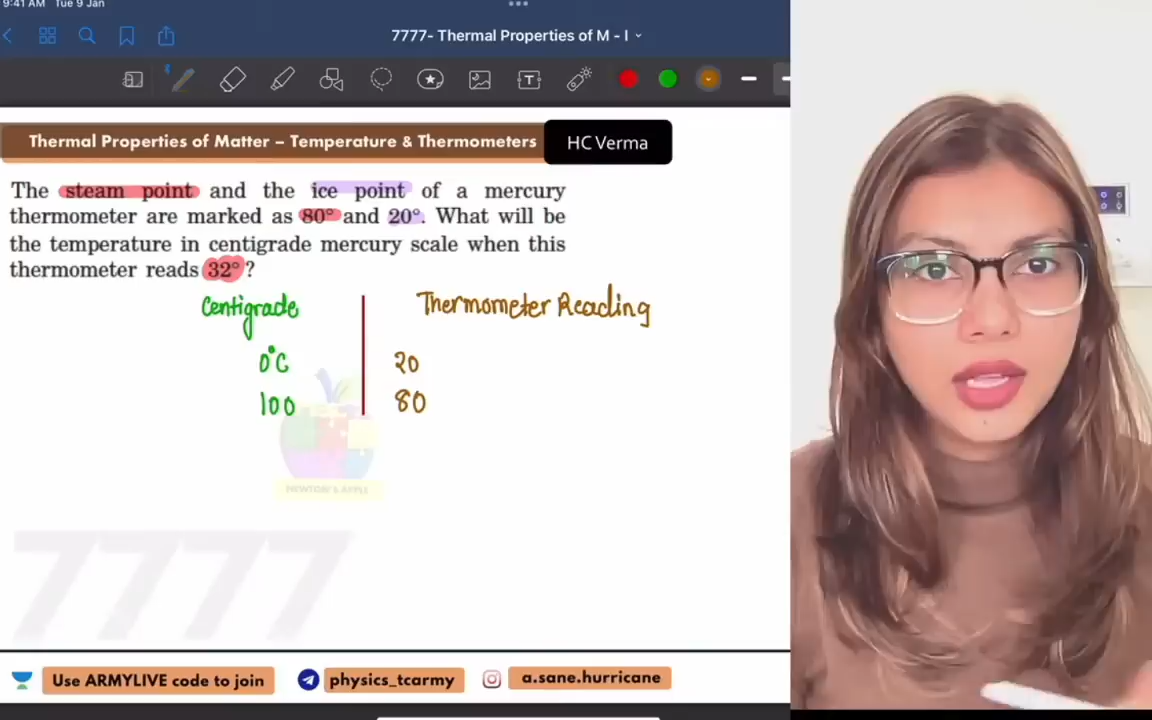 9:41 AM Tue 9 Jan
7777- Thermal Properties of M - I
T
Thermal Properties of Matter – Temperature & Thermometers
HC Verma
The steam point and the ice point of a mercury
thermometer are marked as 80° and 20°. What will be
the temperature in centigrade mercury scale when this
thermometer reads 32° ?
Centigrade
Thermometer Reading
0°C
20
100
80
NEWTON'S APPLE
7777
Use ARMYLIVE code to join
physics_tcarmy
a.sane.hurricane